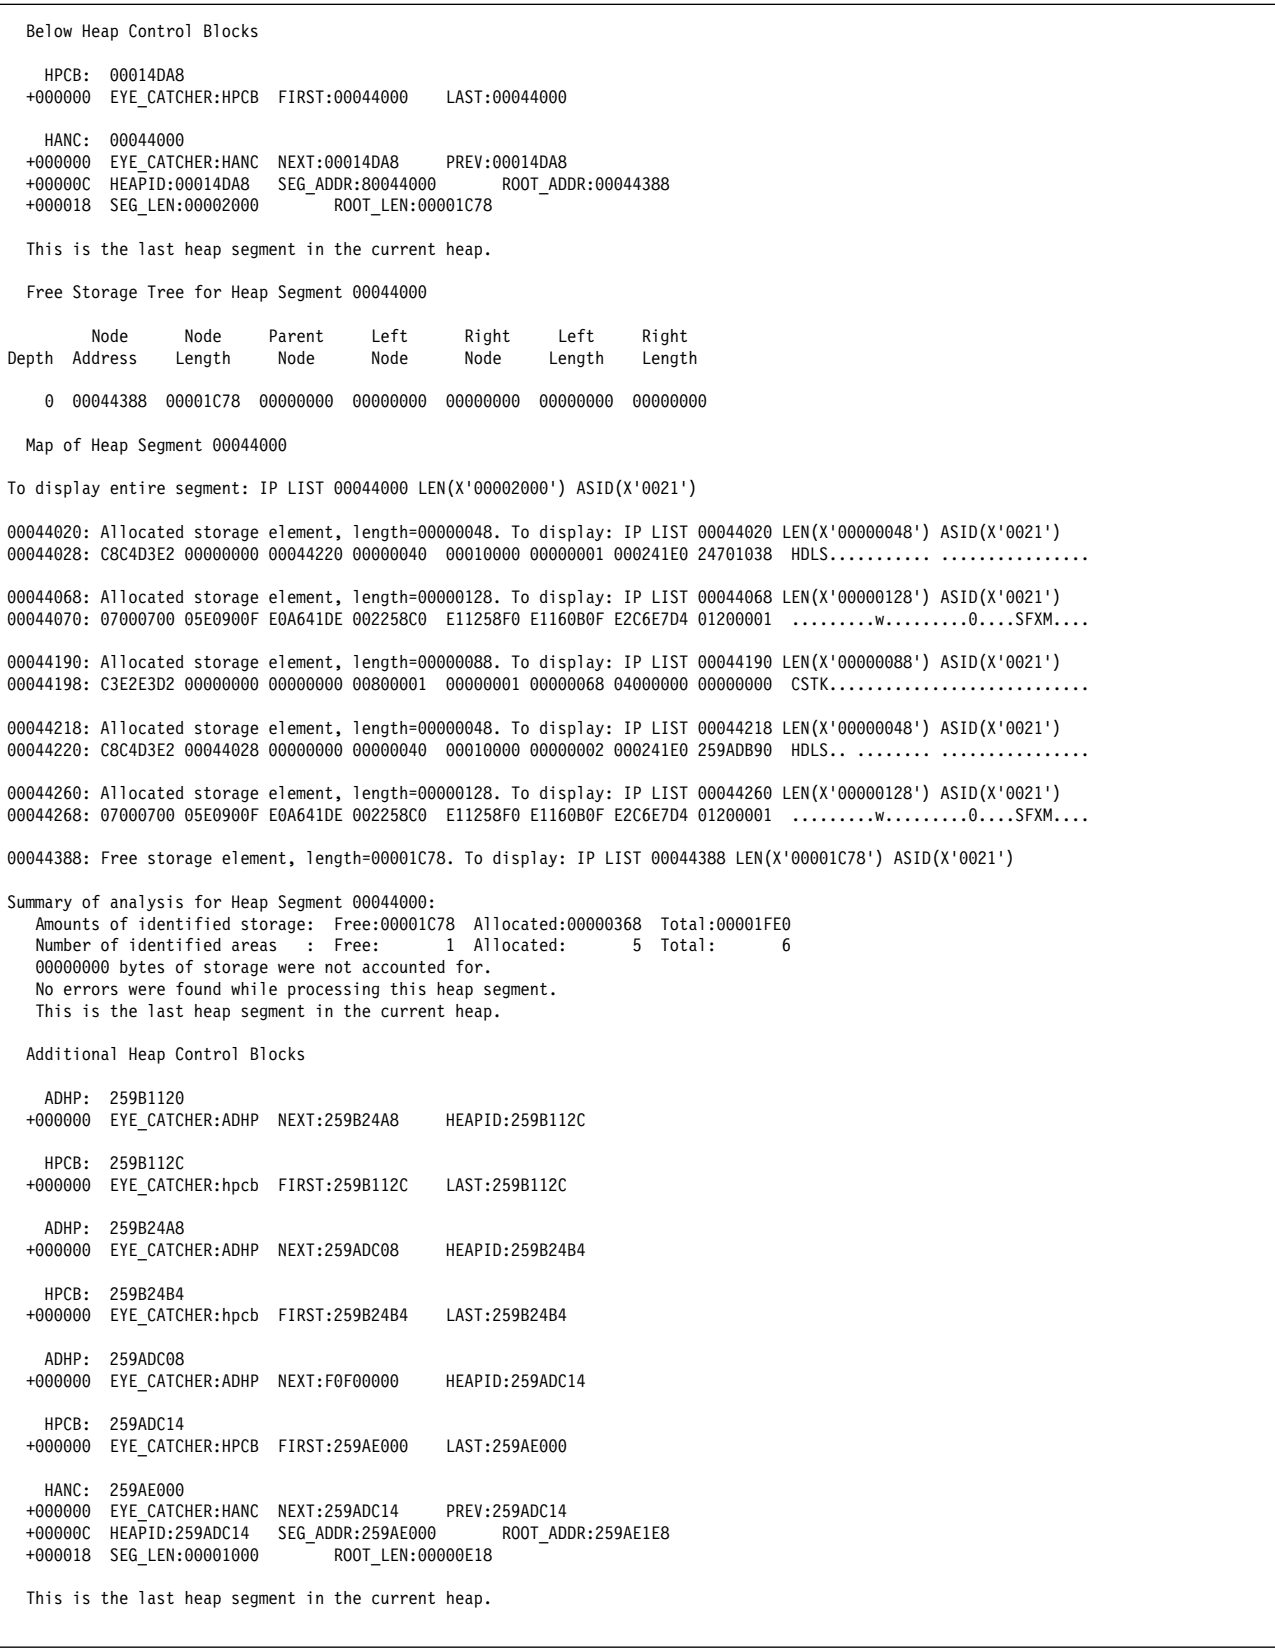 Below Heap Control Blocks
HPCB: 00014DA8
+000000 EYE_CATCHER:HPCB FIRST:00044000 LAST:00044000
HANC: 00044000
+000000 EYE_CATCHER:HANC NEXT:00014DA8 PREV:00014DA8
+00000C HEAPID:00014DA8 SEG_ADDR:80044000 ROOT_ADDR:00044388
+000018 SEG_LEN:00002000 ROOT_LEN:00001C78
This is the last heap segment in the current heap.
Free Storage Tree for Heap Segment 00044000
Node Node Parent Left Right Left Right
Depth Address Length Node Node Node Length Length
0 00044388 00001C78 00000000 00000000 00000000 00000000 00000000
Map of Heap Segment 00044000
To display entire segment: IP LIST 00044000 LEN(X'00002000') ASID(X'0021')
00044020: Allocated storage element, length=00000048. To display: IP LIST 00044020 LEN(X'00000048') ASID(X'0021')
00044028: C8C4D3E2 00000000 00044220 00000040 00010000 00000001 000241E0 24701038 HDLS........... ................
00044068: Allocated storage element, length=00000128. To display: IP LIST 00044068 LEN(X'00000128') ASID(X'0021')
00044070: 07000700 05E0900F E0A641DE 002258C0 E11258F0 E1160B0F E2C6E7D4 01200001 .........w.........0....SFXM....
00044190: Allocated storage element, length=00000088. To display: IP LIST 00044190 LEN(X'00000088') ASID(X'0021')
00044198: C3E2E3D2 00000000 00000000 00800001 00000001 00000068 04000000 00000000 CSTK............................
00044218: Allocated storage element, length=00000048. To display: IP LIST 00044218 LEN(X'00000048') ASID(X'0021')
00044220: C8C4D3E2 00044028 00000000 00000040 00010000 00000002 000241E0 259ADB90 HDLS.. ........ ................
00044260: Allocated storage element, length=00000128. To display: IP LIST 00044260 LEN(X'00000128') ASID(X'0021')
00044268: 07000700 05E0900F E0A641DE 002258C0 E11258F0 E1160B0F E2C6E7D4 01200001 .........w.........0....SFXM....
00044388: Free storage element, length=00001C78. To display: IP LIST 00044388 LEN(X'00001C78') ASID(X'0021')
Summary of analysis for Heap Segment 00044000:
Amounts of identified storage: Free:00001C78 Allocated:00000368 Total:00001FE0
Number of identified areas : Free: 1 Allocated: 5 Total: 6
00000000 bytes of storage were not accounted for.
No errors were found while processing this heap segment.
This is the last heap segment in the current heap.
Additional Heap Control Blocks
ADHP: 259B1120
+000000 EYE_CATCHER:ADHP NEXT:259B24A8 HEAPID:259B112C
HPCB: 259B112C
+000000 EYE_CATCHER:hpcb FIRST:259B112C LAST:259B112C
ADHP: 259B24A8
+000000 EYE_CATCHER:ADHP NEXT:259ADC08 HEAPID:259B24B4
HPCB: 259B24B4
+000000 EYE_CATCHER:hpcb FIRST:259B24B4 LAST:259B24B4
ADHP: 259ADC08
+000000 EYE_CATCHER:ADHP NEXT:F0F00000 HEAPID:259ADC14
HPCB: 259ADC14
+000000 EYE_CATCHER:HPCB FIRST:259AE000 LAST:259AE000
HANC: 259AE000
+000000 EYE_CATCHER:HANC NEXT:259ADC14 PREV:259ADC14
+00000C HEAPID:259ADC14 SEG_ADDR:259AE000 ROOT_ADDR:259AE1E8
+000018 SEG_LEN:00001000 ROOT_LEN:00000E18
This is the last heap segment in the current heap.